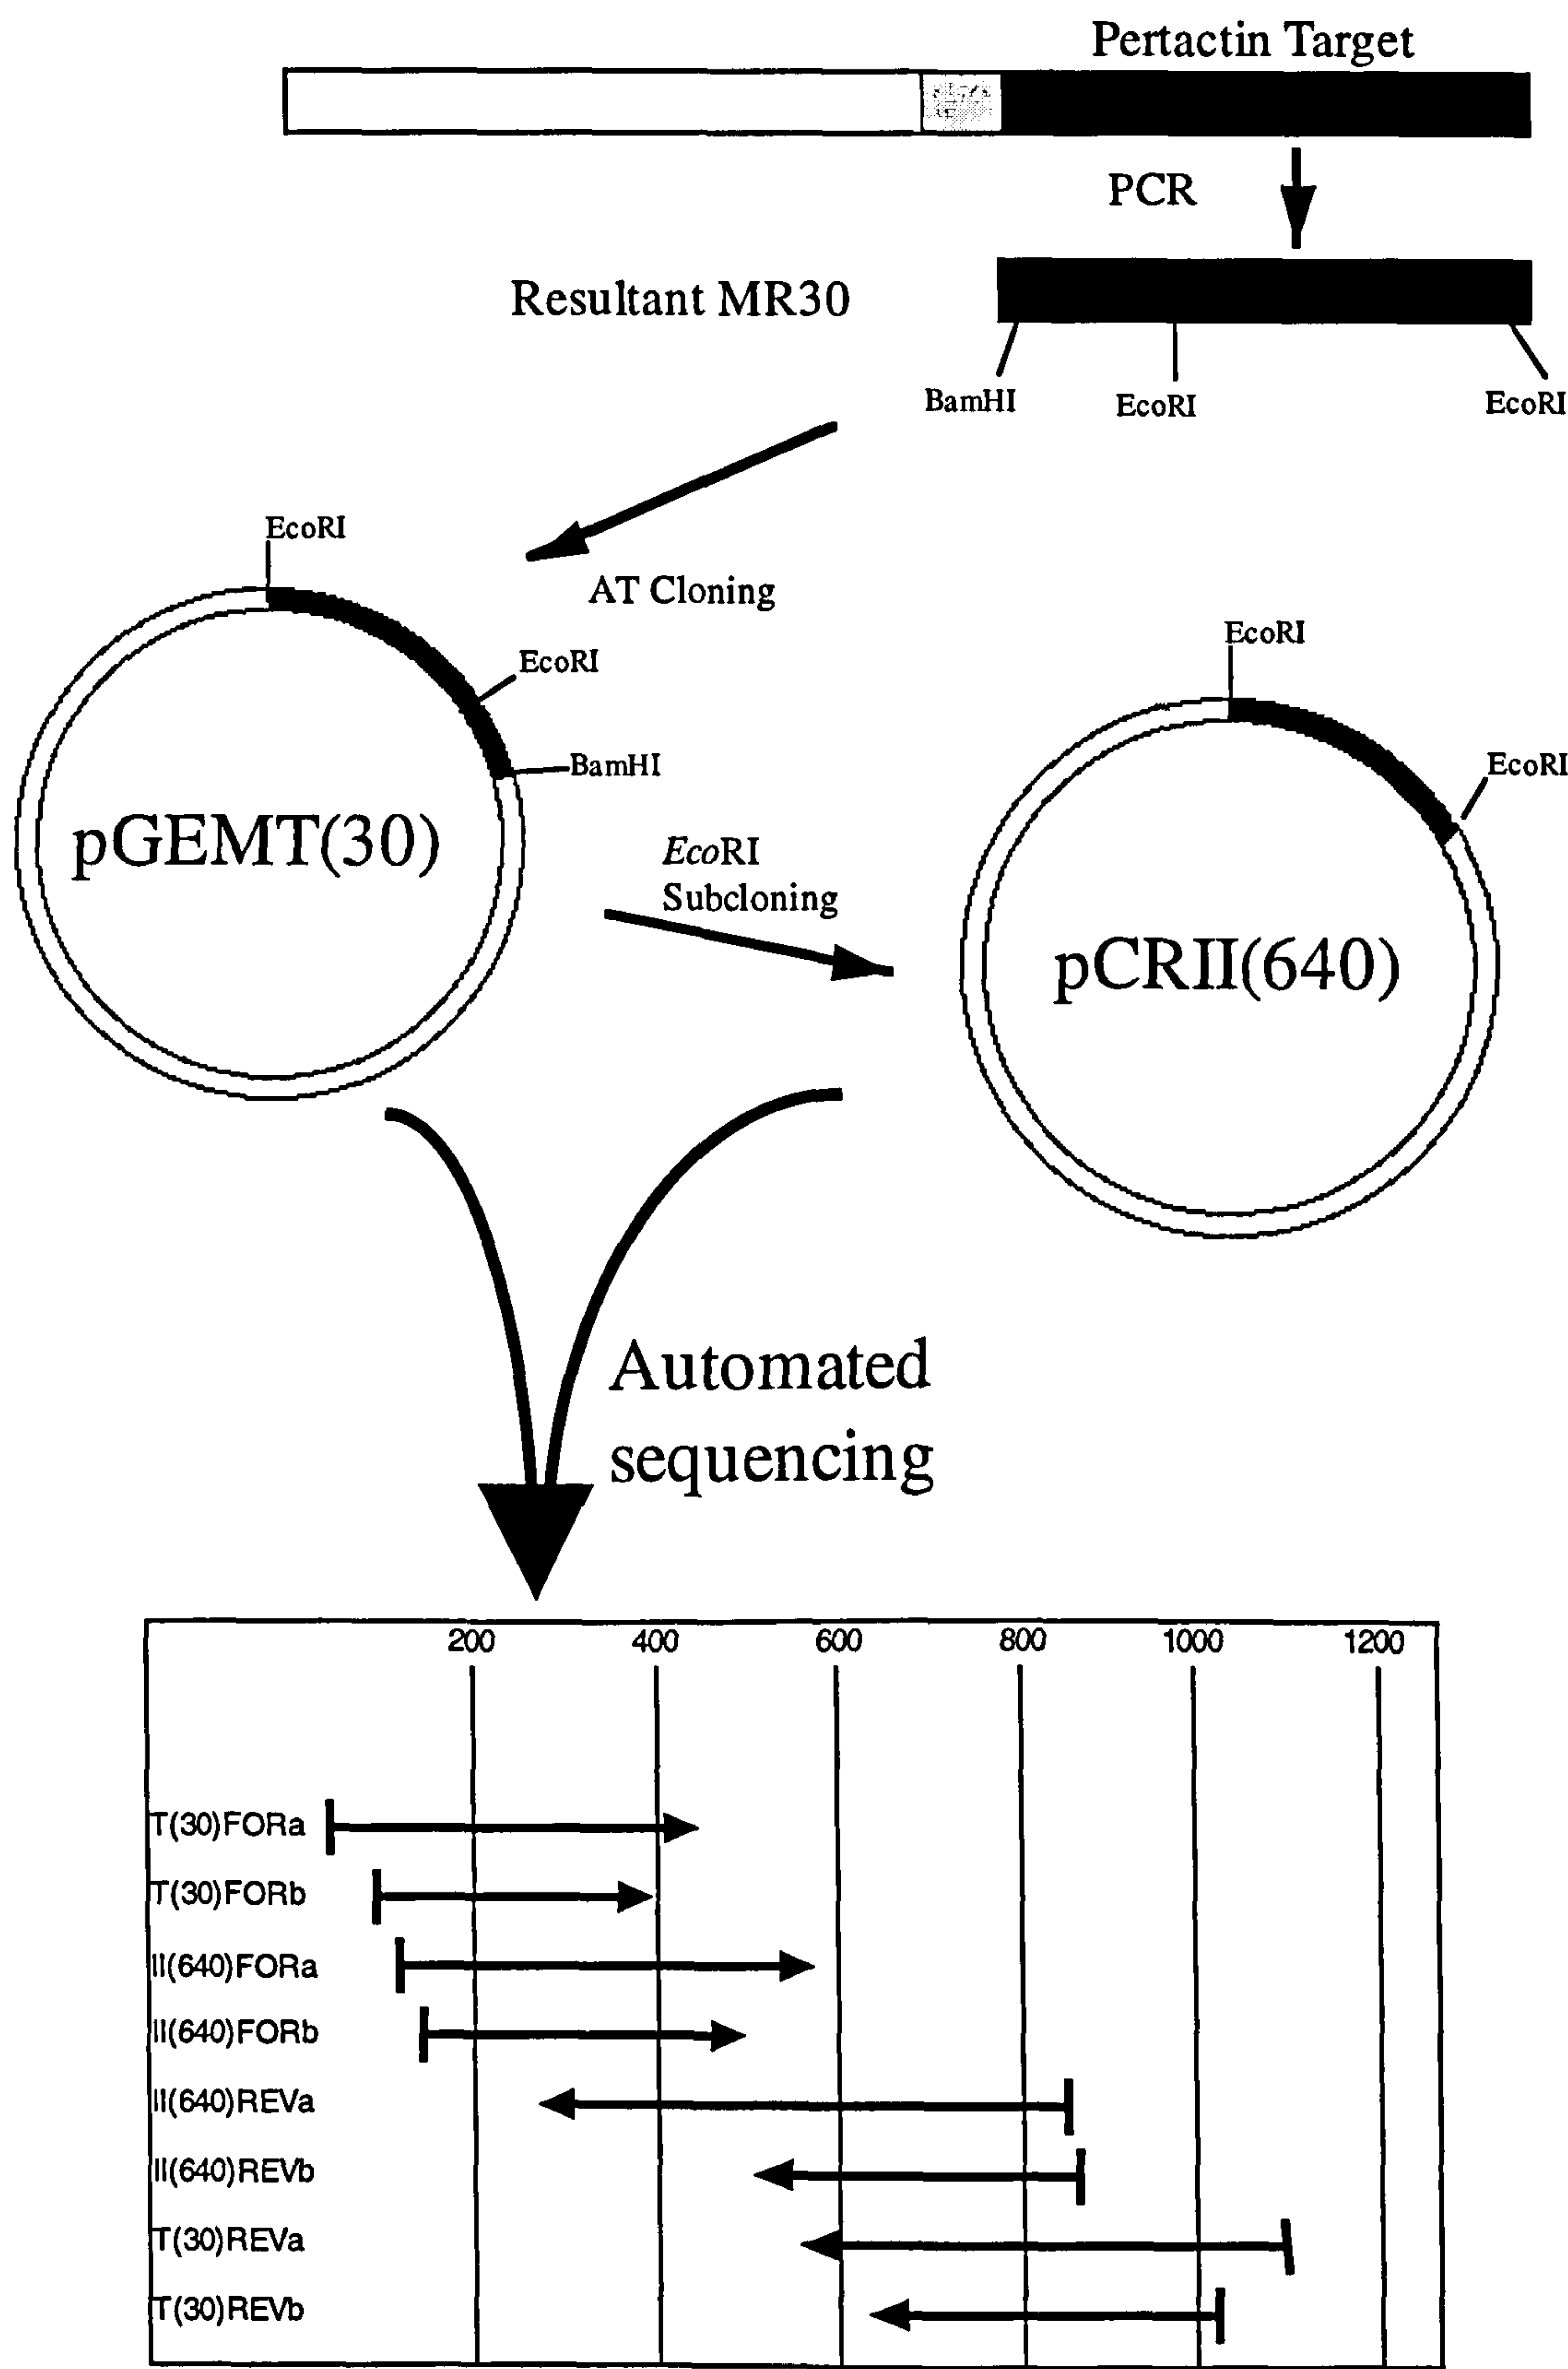 Pertactin Target
PCR
Resultant MR30
BamHI
EcoRI
EcoRI
EcoRI
AT Cloning
EcoRI
EcoRI
EcoRI
BamHI
pGEMT(30)
EcoRI
Subcloning
pCRII(640)
Automated
sequencing
200 400 600 800 1000 1200
T(30)FORa
T(30)FORb
II(640)FORa
II(640)FORb
II(640)REVa
II(640)REVb
T(30)REVa
T(30)REVb